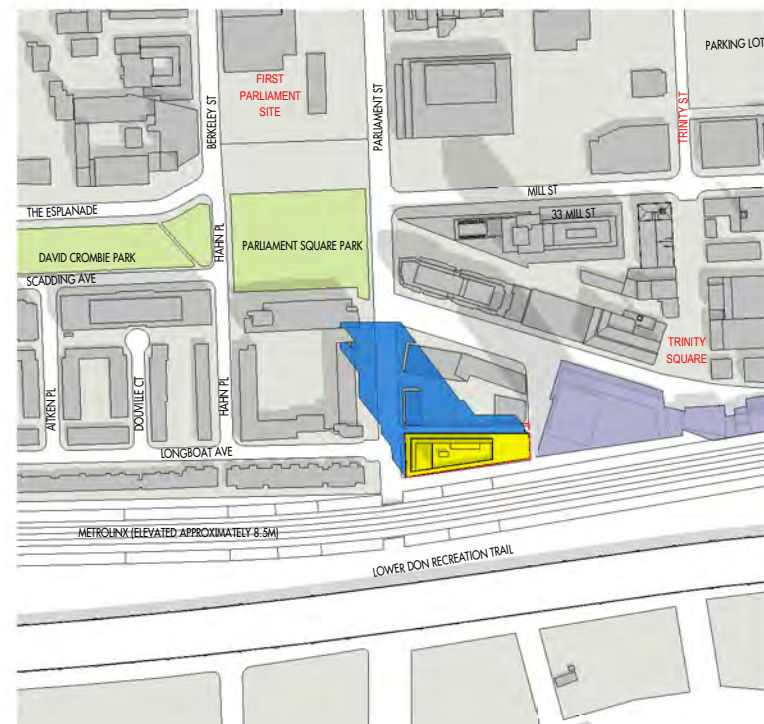 PARKING LOT
FIRST
PARLIAMENT
SITE
BERKELEY ST
PARLIAMENT ST
TRINITY ST
MILL ST
THE ESPLANADE
33 MILL ST
HAHN PL
PARLIAMENT SQUARE PARK
DAVID CROMBIE PARK
SCADDING AVE
TRINITY
SQUARE
AITKEN PL
DOUVILLE CT
HAHN PL
LONGBOAT AVE
METROLINX (ELEVATED APPROXIMATELY 8.5M)
LOWER DON RECREATION TRAIL